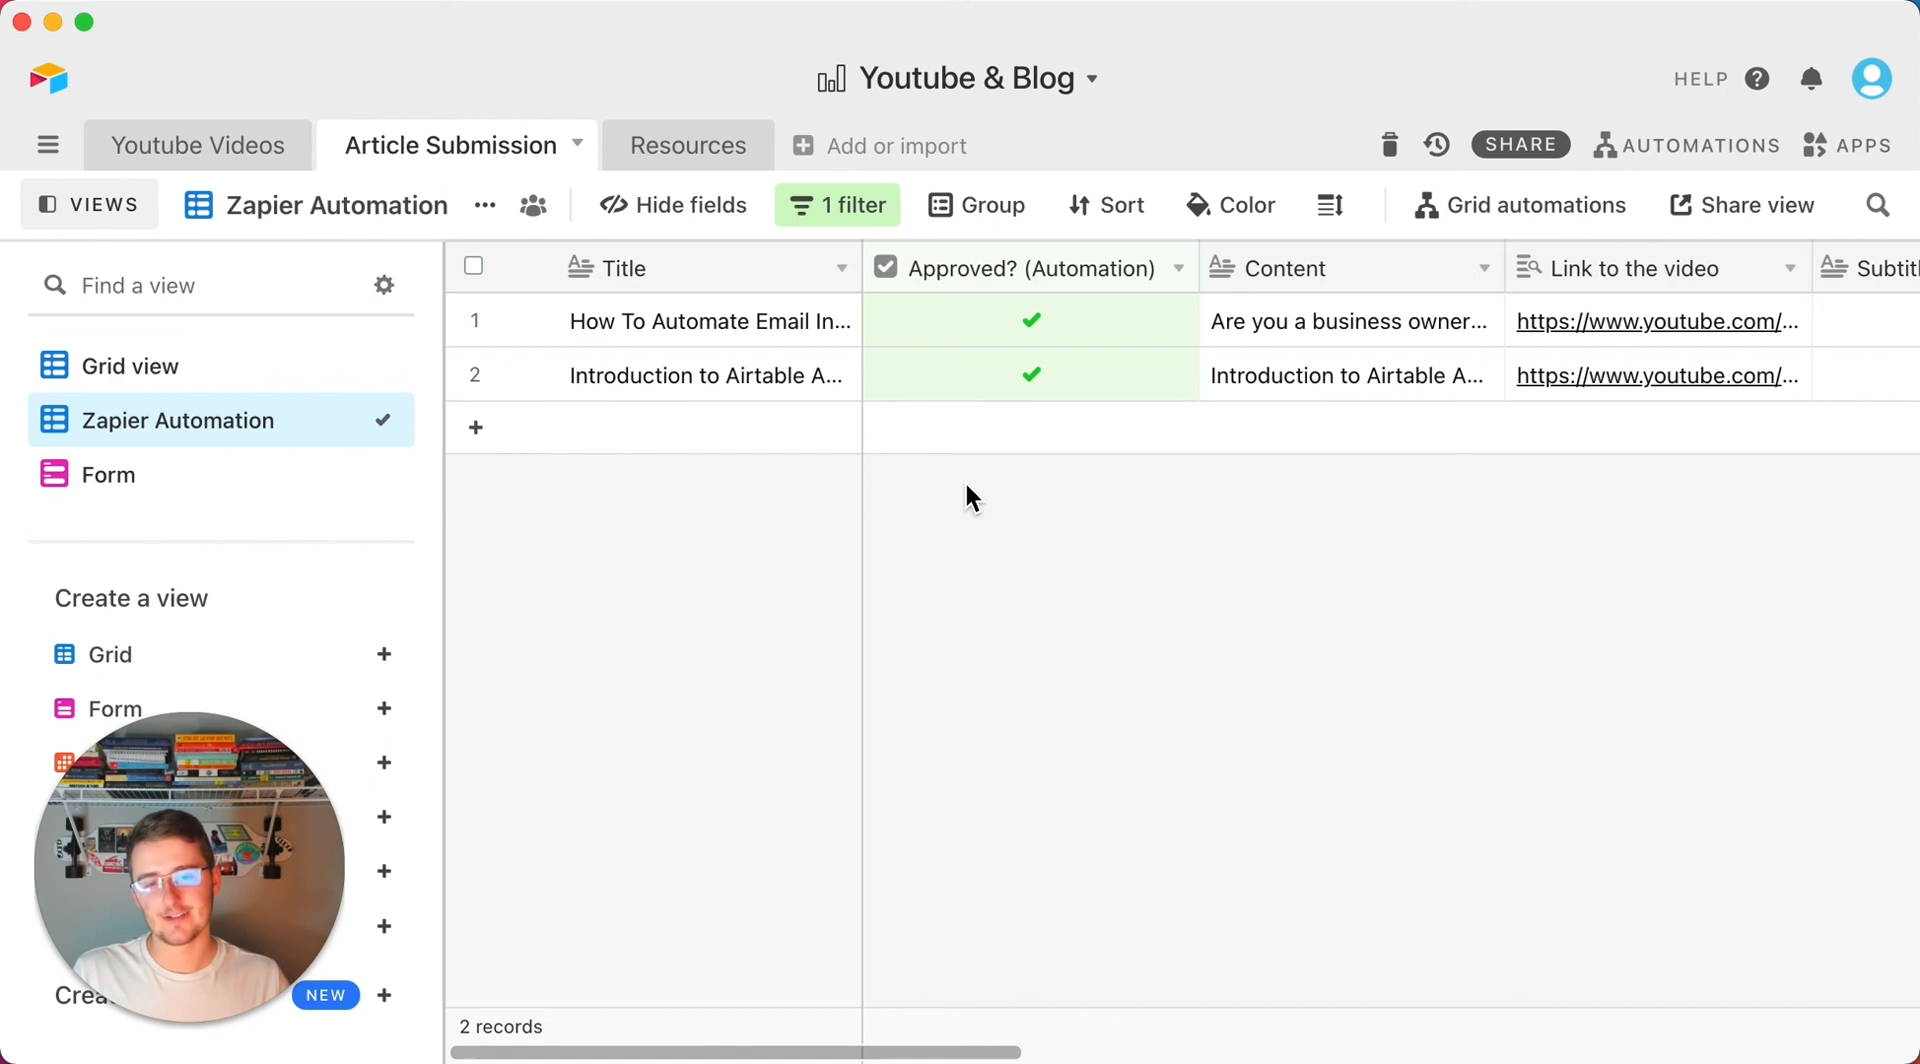 Youtube & Blog
HELP
Youtube Videos
Article Submission
Resources
Add or import
SHARE
AUTOMATIONS
APPS
VIEWS
Zapier Automation
Hide fields
1 filter
Group
Sort
Color
Grid automations
Share view
Find a view
Grid view
Zapier Automation
Form
Create a view
Grid
Form
Crea
NEW
Title
Approved? (Automation)
Content
Link to the video
Subtitl
1
How To Automate Email In...
Are you a business owner...
https://www.youtube.com/...
2
Introduction to Airtable A...
Introduction to Airtable A...
https://www.youtube.com/...
2 records